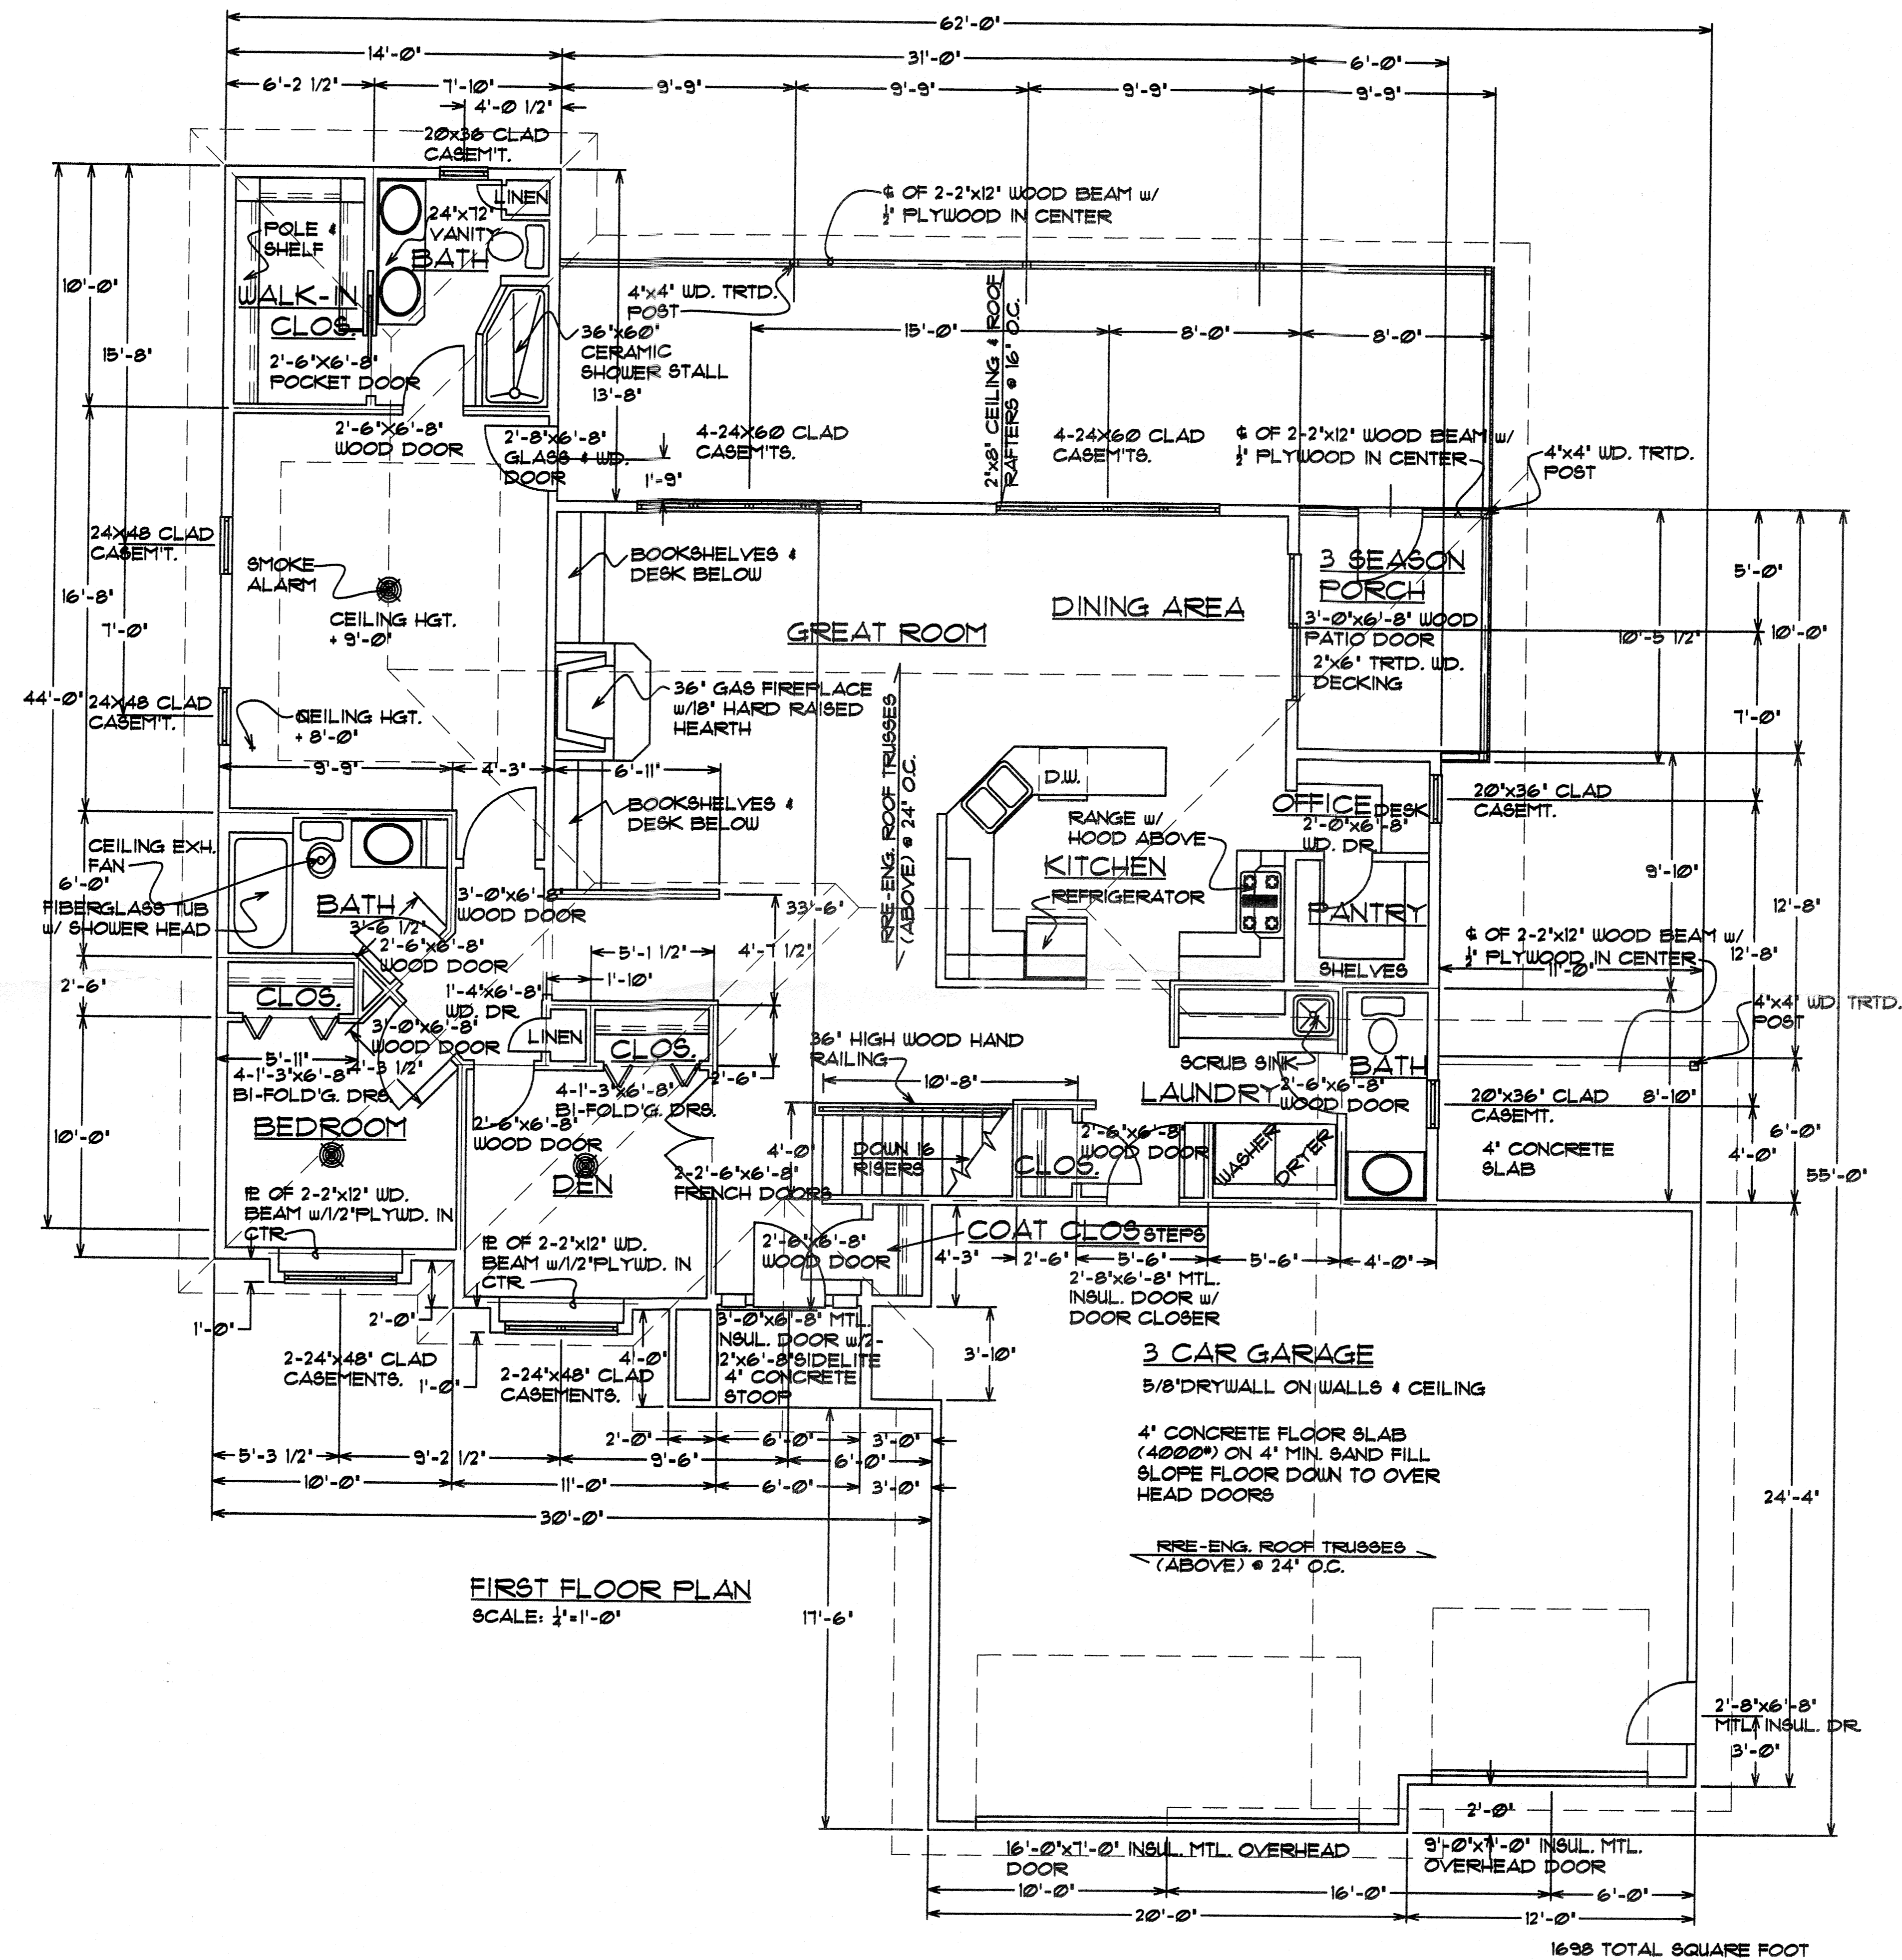 62'-0"
14'-0"
31'-0"
6'-0"
6'-2 1/2"
7'-10"
9'-9"
9'-9"
9'-9"
9'-9"
4'-0 1/2"
20x36 CLAD
CASEM'T.
LINEN
24"x72"
VANITY
BATH
POLE &
SHELF
WALK-IN
CLOS.
2'-6"X6'-8"
POCKET DOOR
10'-0"
15'-8"
℄ OF 2-2"x12" WOOD BEAM w/
½" PLYWOOD IN CENTER
4"x4" WD. TRTD.
POST
36"x60"
CERAMIC
SHOWER STALL
13'-8"
15'-0"
8'-0"
8'-0"
2"x8" CEILING & ROOF
RAFTERS @ 16" O.C.
2'-6"X6'-8"
WOOD DOOR
2'-8"x6'-8"
GLASS & WD.
DOOR
1'-9"
4-24X60 CLAD
CASEM'TS.
4-24X60 CLAD
CASEM'TS.
℄ OF 2-2"x12" WOOD BEAM w/
½" PLYWOOD IN CENTER
4"x4" WD. TRTD.
POST
24X48 CLAD
CASEM'T.
SMOKE
ALARM
CEILING HGT.
+ 9'-0"
16'-8"
7'-0"
44'-0"
24X48 CLAD
CASEM'T.
CEILING HGT.
+ 8'-0"
BOOKSHELVES &
DESK BELOW
GREAT ROOM
DINING AREA
3 SEASON
PORCH
3'-0"x6'-8" WOOD
PATIO DOOR
2"x6" TRTD. WD.
DECKING
10'-5 1/2"
5'-0"
10'-0"
7'-0"
36" GAS FIREPLACE
w/18" HARD RAISED
HEARTH
RRE-ENG. ROOF TRUSSES
(ABOVE) @ 24" O.C.
9'-9"
4'-3"
6'-11"
BOOKSHELVES &
DESK BELOW
D.W.
RANGE w/
HOOD ABOVE
KITCHEN
REFRIGERATOR
OFFICE
DESK
2'-0"x6'-8"
WD. DR.
PANTRY
SHELVES
20"x36" CLAD
CASEMT.
9'-10"
12'-8"
12'-8"
CEILING EXH.
FAN
6'-0"
FIBERGLASS TUB
w/ SHOWER HEAD
BATH
3'-6 1/2"
3'-0"x6'-8"
WOOD DOOR
2'-6"x6'-8"
WOOD DOOR
33'-6"
5'-1 1/2"
4'-7 1/2"
1'-10"
℄ OF 2-2"x12" WOOD BEAM w/
½" PLYWOOD IN CENTER
11'-0"
4"x4" WD. TRTD.
POST
2'-6"
CLOS.
1'-4"x6'-8"
WD. DR.
3'-0"x6'-8"
WOOD DOOR
LINEN
CLOS.
5'-11"
4'-3 1/2"
2'-6"
4-1'-3"x6'-8"
BI-FOLD'G. DRS.
4-1'-3"x6'-8"
BI-FOLD'G. DRS.
36" HIGH WOOD HAND
RAILING
10'-8"
SCRUB SINK
LAUNDRY
2'-6"x6'-8"
WOOD DOOR
BATH
20"x36" CLAD
CASEMT.
8'-10"
6'-0"
4'-0"
55'-0"
4" CONCRETE
SLAB
10'-0"
BEDROOM
2'-6"x6'-8"
WOOD DOOR
DEN
4'-0"
2-2'-6"x6'-8"
FRENCH DOORS
DOWN 16
RISERS
CLOS.
2'-6"x6'-8"
WOOD DOOR
WASHER
DRYER
℄ OF 2-2"x12" WD.
BEAM w/1/2"PLYWD. IN
CTR.
℄ OF 2-2"x12" WD.
BEAM w/1/2"PLYWD. IN
CTR.
2'-6"x6'-8"
WOOD DOOR
COAT CLOS
STEPS
4'-3"
2'-6"
5'-6"
5'-6"
4'-0"
2'-8"x6'-8" MTL.
INSUL. DOOR w/
DOOR CLOSER
1'-0"
2'-0"
2-24"x48" CLAD
CASEMENTS.
1'-0"
2-24"x48" CLAD
CASEMENTS.
4'-0"
3'-0"x6'-8" MTL.
INSUL. DOOR w/2-
2"x6'-8"SIDELITE
4" CONCRETE
STOOP
3'-10"
3 CAR GARAGE
5/8"DRYWALL ON WALLS & CEILING
4" CONCRETE FLOOR SLAB
(4000#) ON 4" MIN. SAND FILL
SLOPE FLOOR DOWN TO OVER
HEAD DOORS
2'-0"
6'-0"
3'-0"
5'-3 1/2"
9'-2 1/2"
9'-6"
6'-0"
10'-0"
11'-0"
6'-0"
3'-0"
30'-0"
24'-4"
RRE-ENG. ROOF TRUSSES
(ABOVE) @ 24" O.C.
FIRST FLOOR PLAN
SCALE: ¼"=1'-0"
17'-6"
2'-8"x6'-8"
MTL. INSUL. DR.
3'-0"
2'-0"
16'-0"x7'-0" INSUL. MTL. OVERHEAD
DOOR
9'-0"x7'-0" INSUL. MTL.
OVERHEAD DOOR
10'-0"
16'-0"
6'-0"
20'-0"
12'-0"
1698 TOTAL SQUARE FOOT